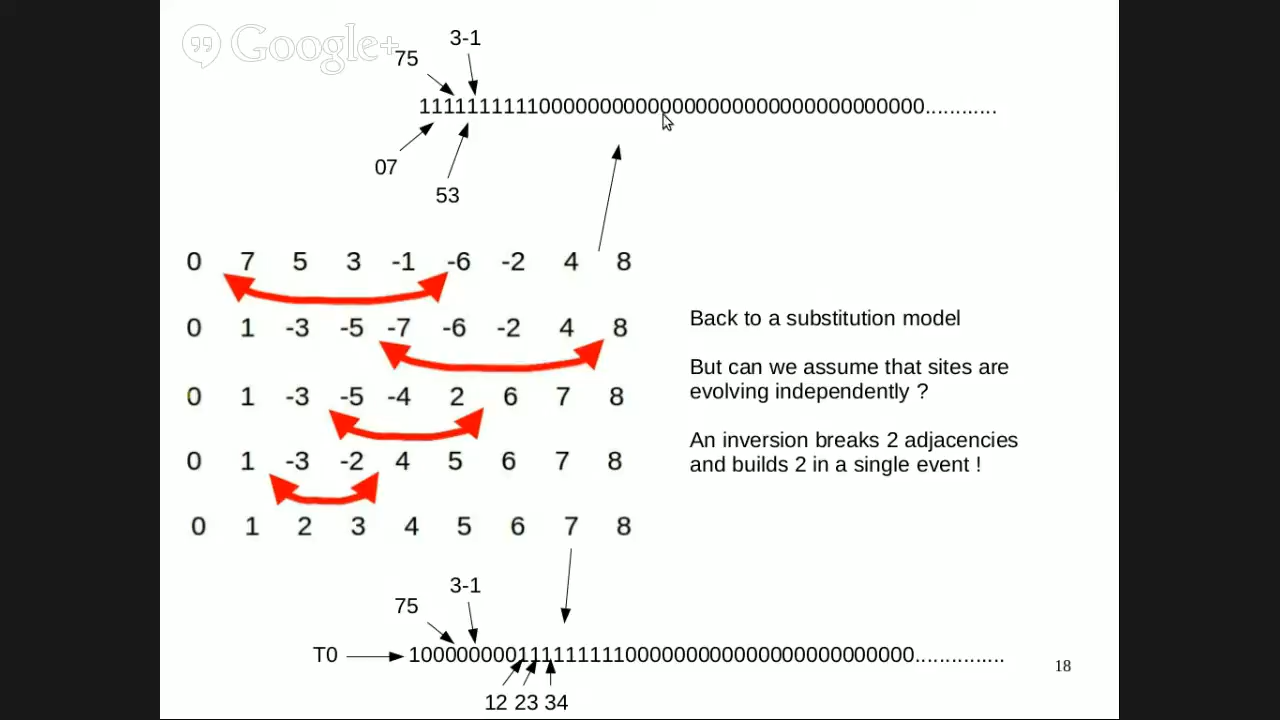 Google+
3-1
75
111111111100000000000000000000000000000000............
07
53
0 7 5 3 -1 -6 -2 4 8
0 1 -3 -5 -7 -6 -2 4 8
0 1 -3 -5 -4 2 6 7 8
0 1 -3 -2 4 5 6 7 8
0 1 2 3 4 5 6 7 8
Back to a substitution model
But can we assume that sites are
evolving independently ?
An inversion breaks 2 adjacencies
and builds 2 in a single event !
3-1
75
T0 100000000111111111000000000000000000000000...............
12 23 34
18